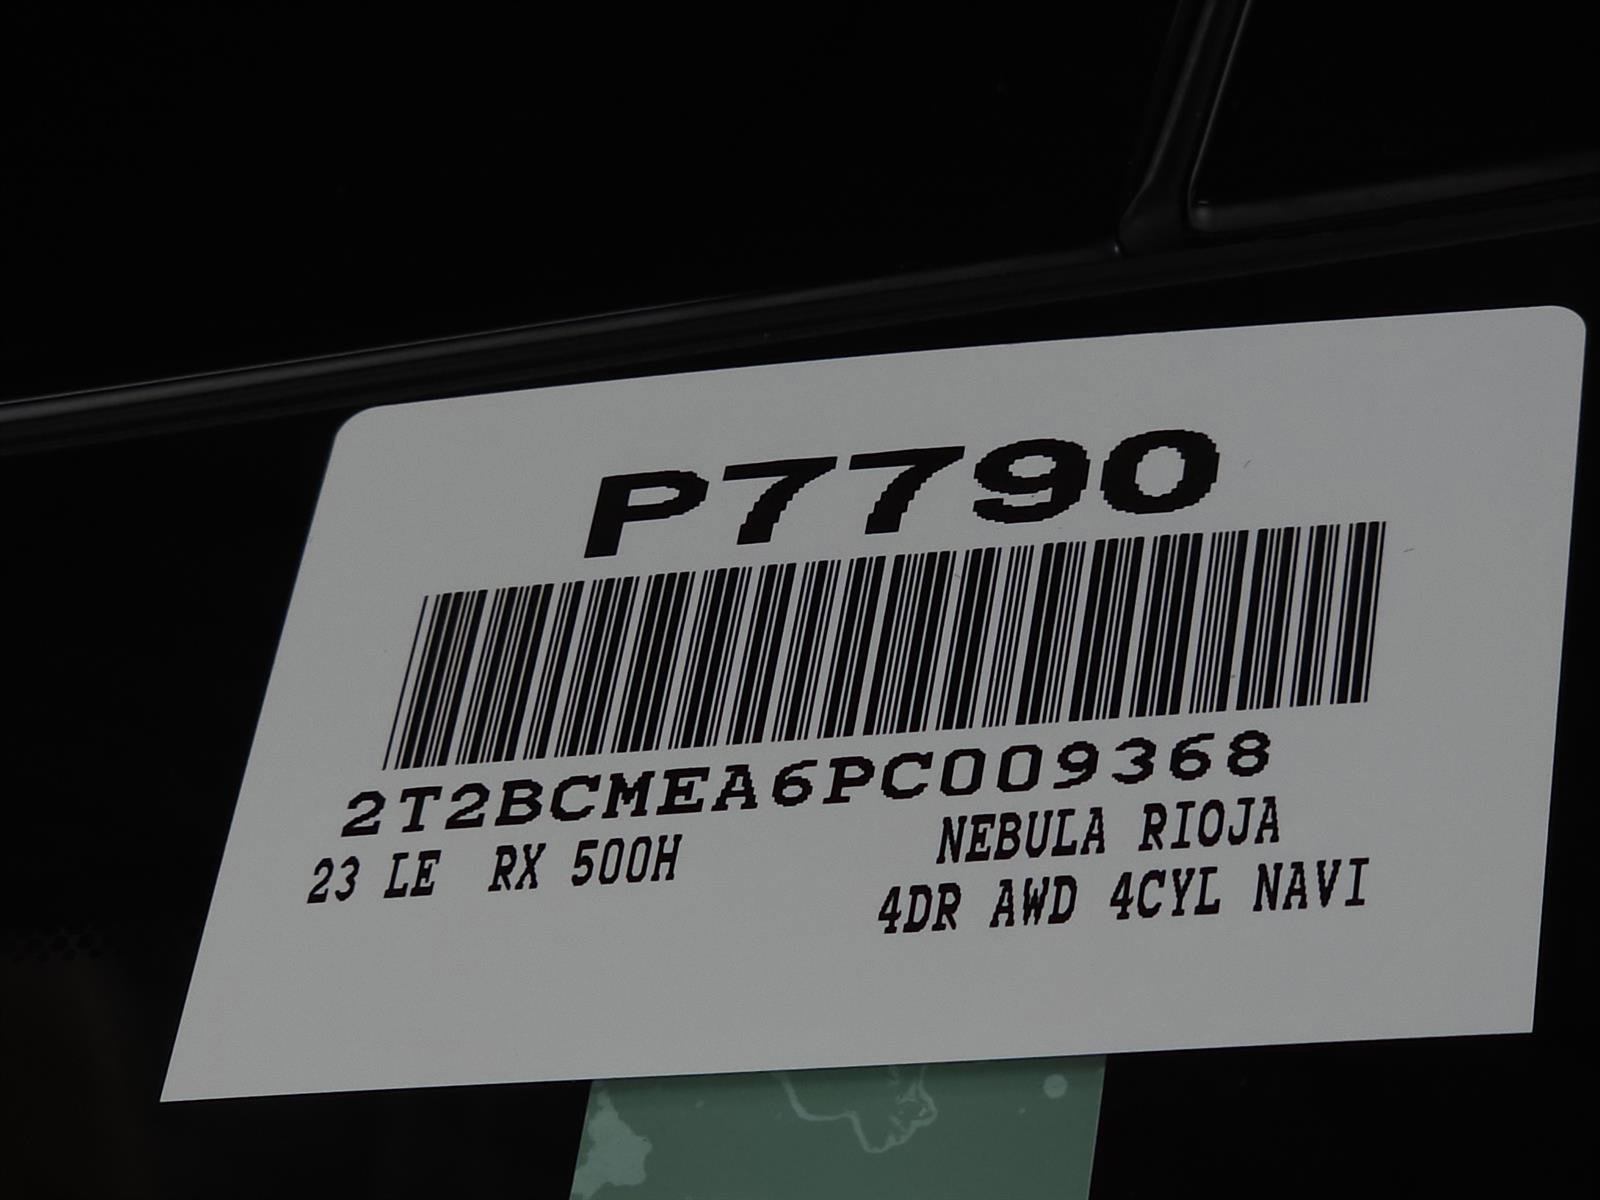 P7790
2T2BCMEA6PC009368
23 LE RX 500H
NEBULA RIOJA
4DR AWD 4CYL NAVI